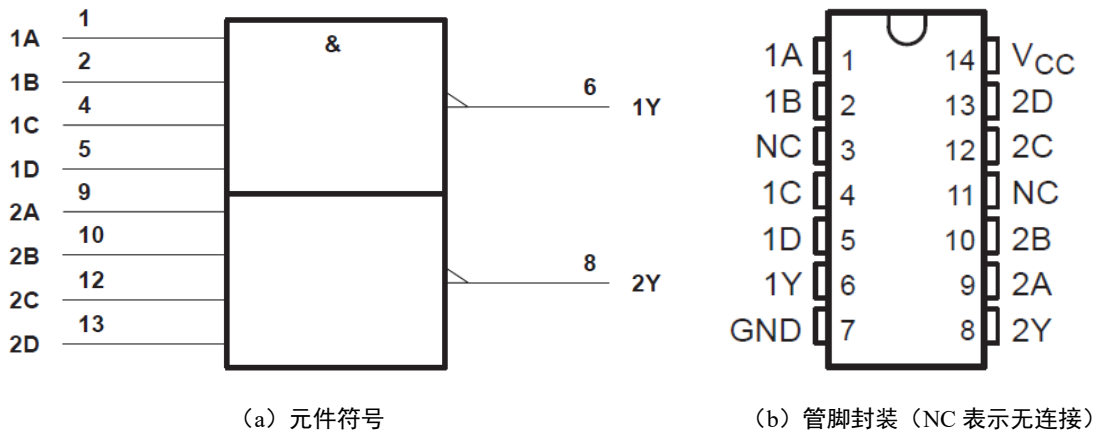 1
1A
&
2
1B
6
1Y
4
1C
5
1D
9
2A
10
2B
8
2Y
12
2C
13
2D
1A 1 14 VCC
1B 2 13 2D
NC 3 12 2C
1C 4 11 NC
1D 5 10 2B
1Y 6 9 2A
GND 7 8 2Y
（a）元件符号
（b）管脚封装（NC 表示无连接）